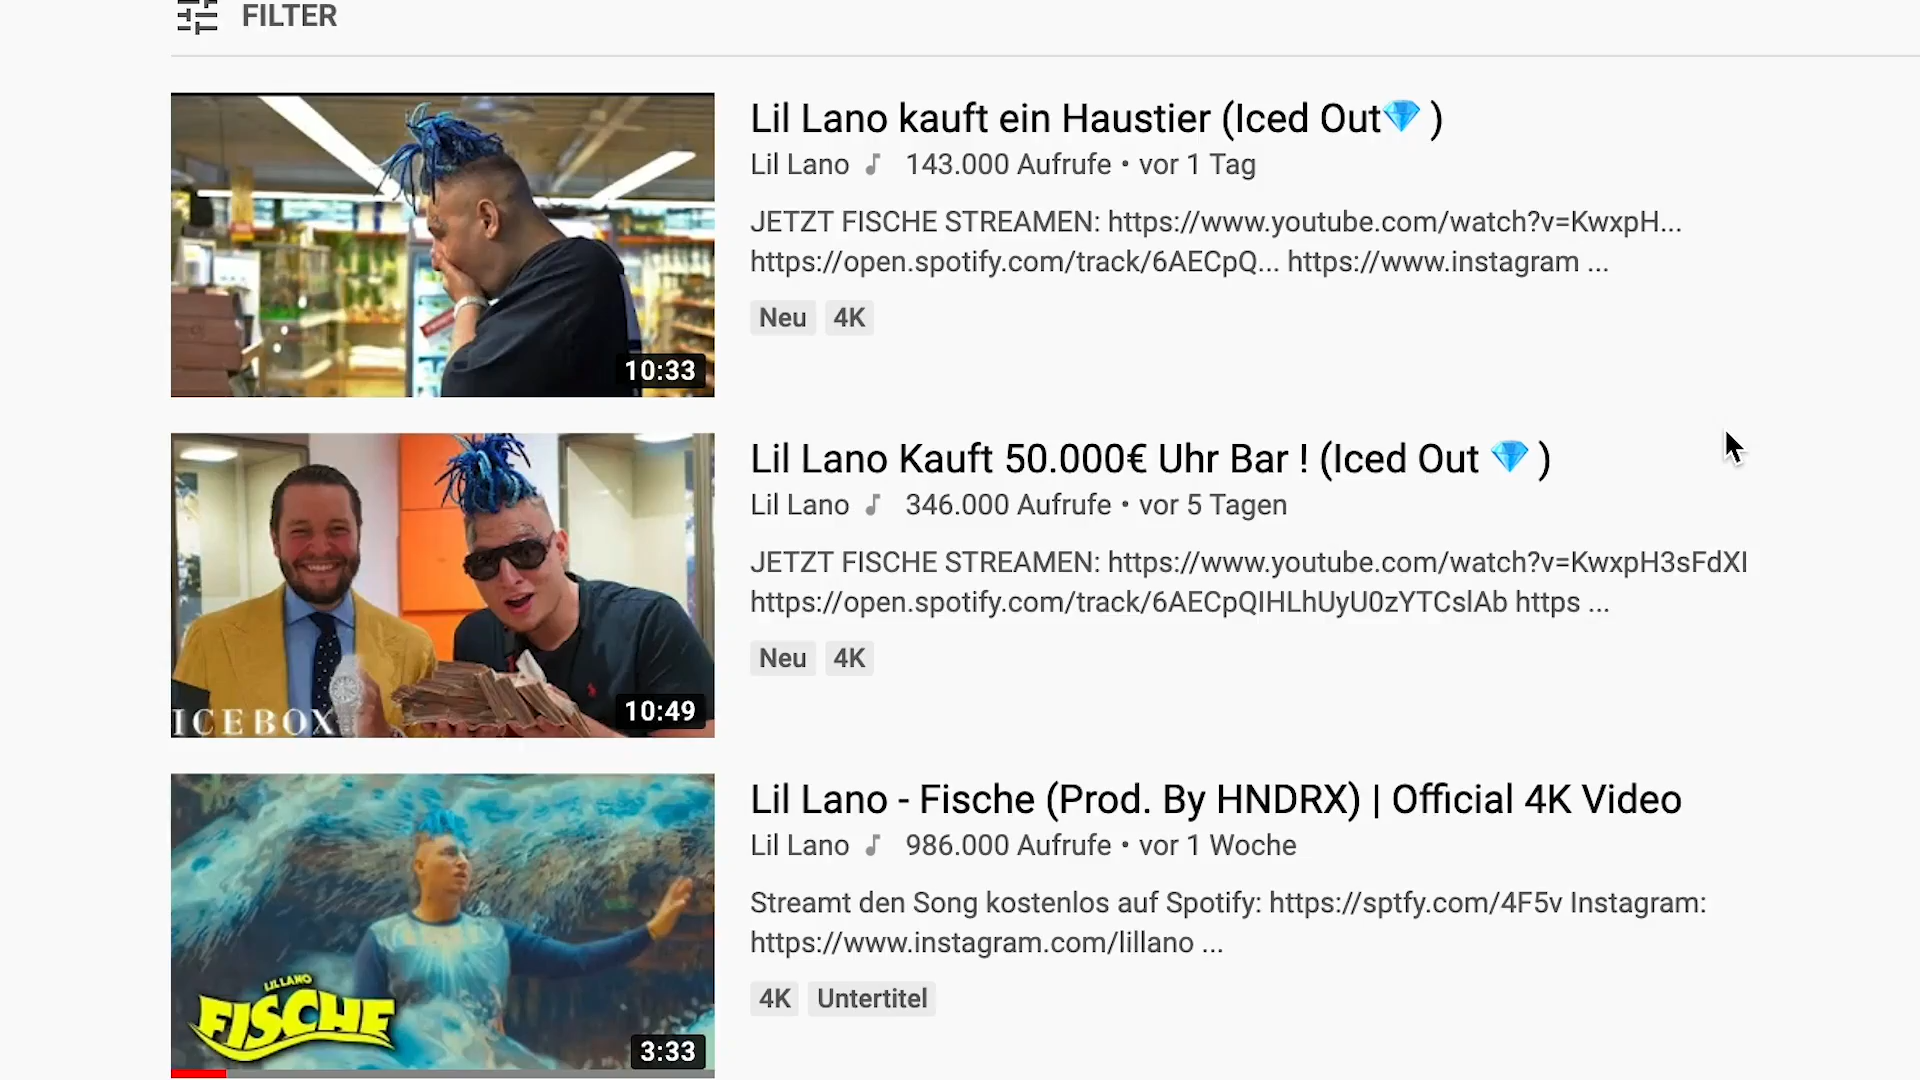 FILTER
Lil Lano kauft ein Haustier (Iced Out💎 )
Lil Lano 143.000 Aufrufe • vor 1 Tag
JETZT FISCHE STREAMEN: https://www.youtube.com/watch?v=KwxpH...
https://open.spotify.com/track/6AECpQ... https://www.instagram ...
Neu 4K
10:33
Lil Lano Kauft 50.000€ Uhr Bar ! (Iced Out 💎 )
Lil Lano 346.000 Aufrufe • vor 5 Tagen
JETZT FISCHE STREAMEN: https://www.youtube.com/watch?v=KwxpH3sFdXI
https://open.spotify.com/track/6AECpQIHLhUyU0zYTCslAb https ...
Neu 4K
ICEBOX
10:49
Lil Lano - Fische (Prod. By HNDRX) | Official 4K Video
Lil Lano 986.000 Aufrufe • vor 1 Woche
Streamt den Song kostenlos auf Spotify: https://sptfy.com/4F5v Instagram:
https://www.instagram.com/lillano ...
4K Untertitel
LIL LANO
FISCHE
3:33